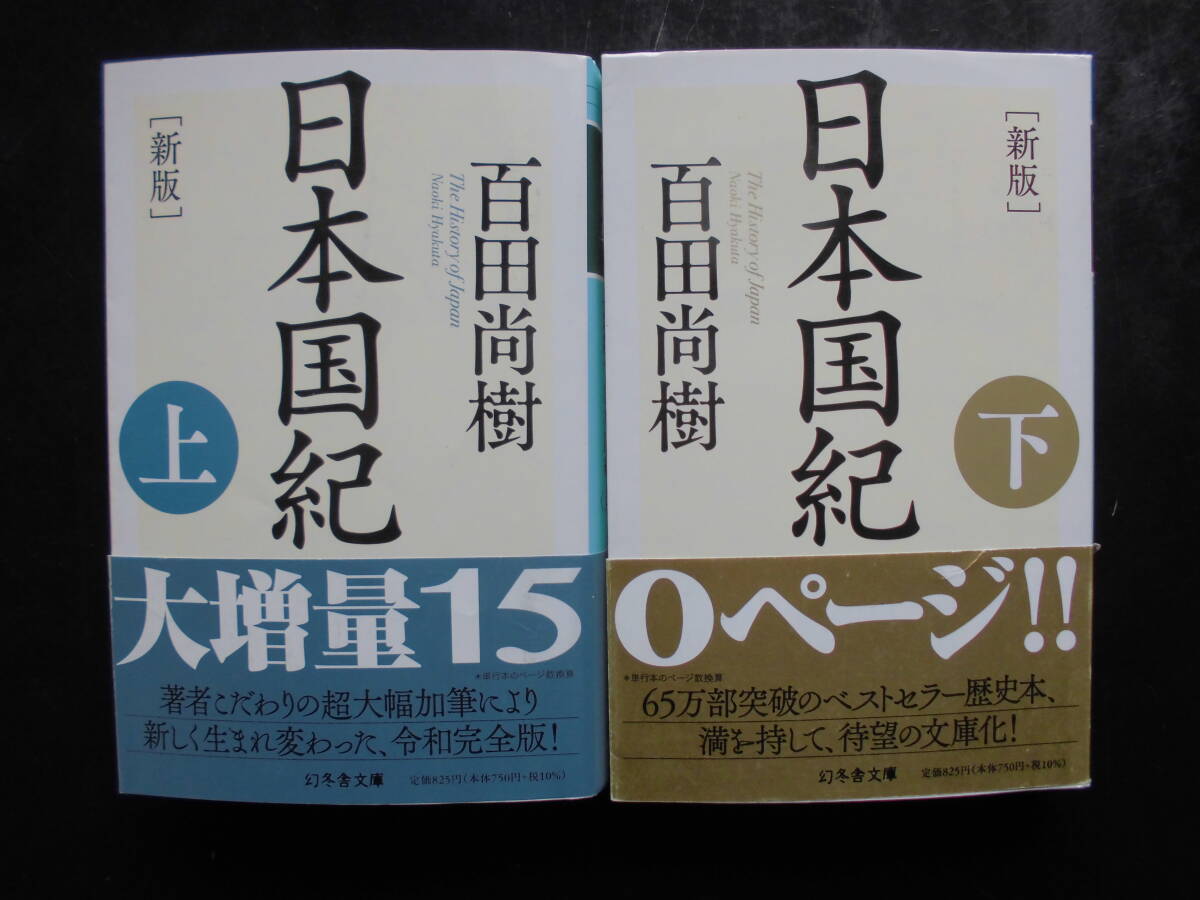 [新版]
日本国紀
百田尚樹
The History of Japan
Naoki Hyakuta
上
大増量15
*単行本のページ数換算
著者こだわりの超大幅加筆により
新しく生まれ変わった、令和完全版!
幻冬舎文庫
定価825円(本体750円+税10%)
[新版]
日本国紀
百田尚樹
The History of Japan
Naoki Hyakuta
下
0ページ!!
*単行本のページ数換算
65万部突破のベストセラー歴史本、
満を持して、待望の文庫化!
幻冬舎文庫
定価825円(本体750円+税10%)